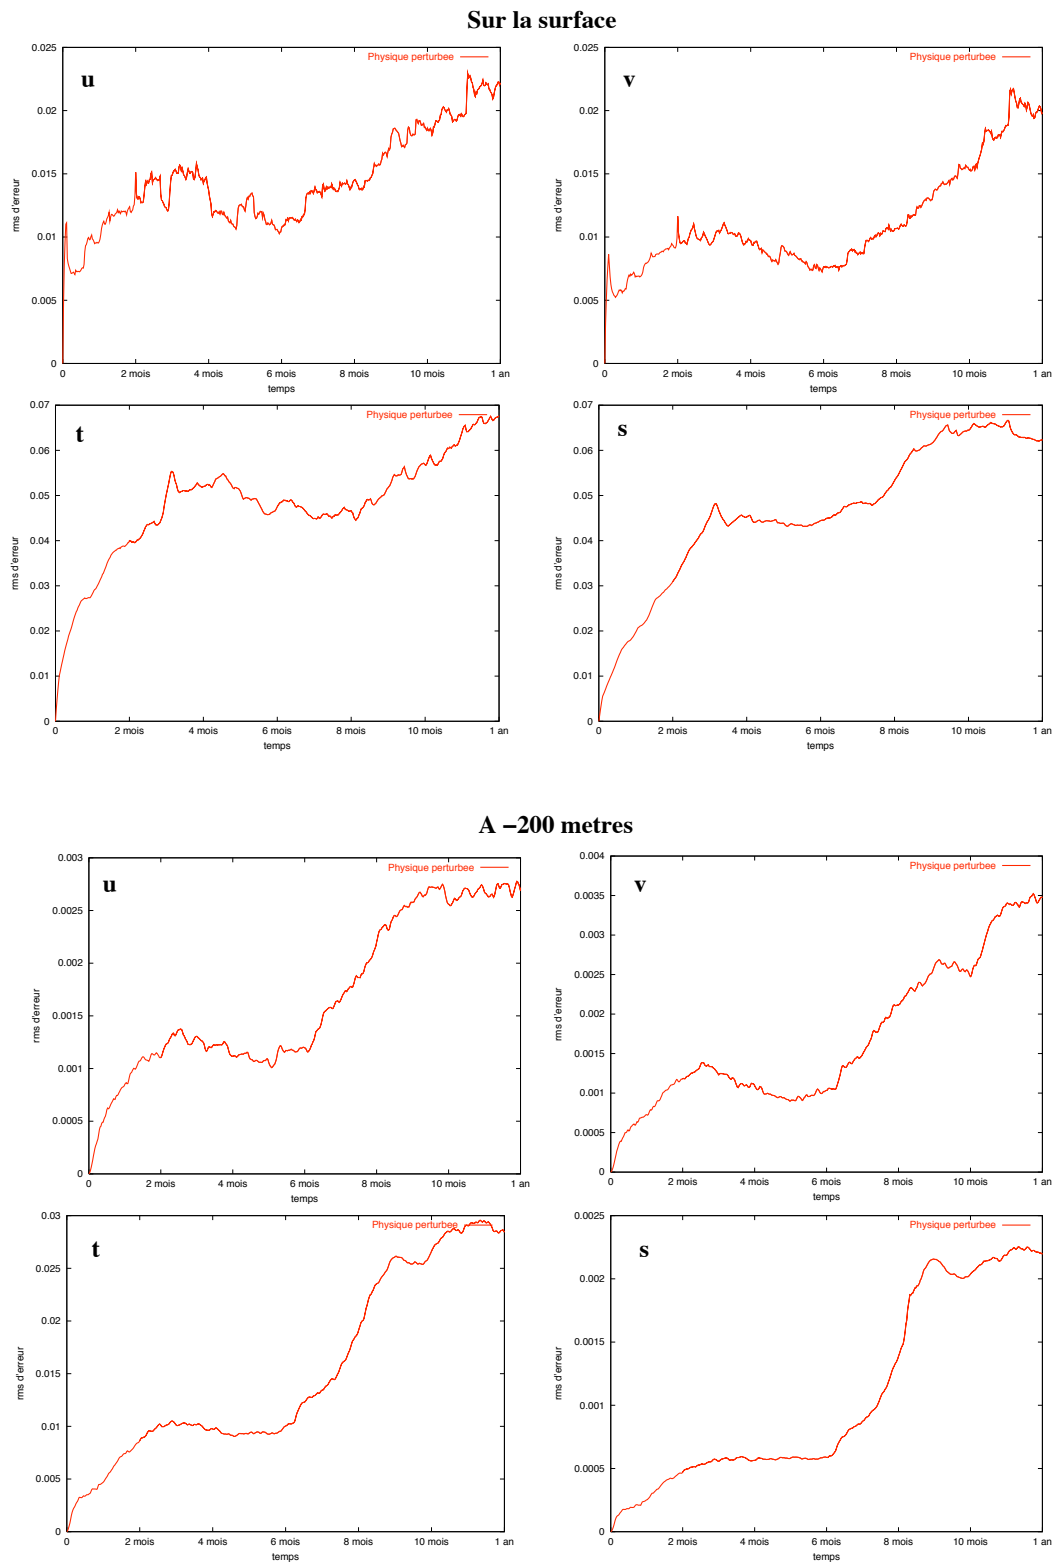 Sur la surface
u
Physique perturbee
rms d'erreur
0.025
0.02
0.015
0.01
0.005
0
0 2 mois 4 mois 6 mois 8 mois 10 mois 1 an
temps
v
Physique perturbee
rms d'erreur
0.025
0.02
0.015
0.01
0.005
0
0 2 mois 4 mois 6 mois 8 mois 10 mois 1 an
temps
t
Physique perturbee
rms d'erreur
0.07
0.06
0.05
0.04
0.03
0.02
0.01
0
0 2 mois 4 mois 6 mois 8 mois 10 mois 1 an
temps
s
Physique perturbee
rms d'erreur
0.07
0.06
0.05
0.04
0.03
0.02
0.01
0
0 2 mois 4 mois 6 mois 8 mois 10 mois 1 an
temps
A −200 metres
u
Physique perturbee
rms d'erreur
0.003
0.0025
0.002
0.0015
0.001
0.0005
0
0 2 mois 4 mois 6 mois 8 mois 10 mois 1 an
temps
v
Physique perturbee
rms d'erreur
0.004
0.0035
0.003
0.0025
0.002
0.0015
0.001
0.0005
0
0 2 mois 4 mois 6 mois 8 mois 10 mois 1 an
temps
t
Physique perturbee
rms d'erreur
0.03
0.025
0.02
0.015
0.01
0.005
0
0 2 mois 4 mois 6 mois 8 mois 10 mois 1 an
temps
s
Physique perturbee
rms d'erreur
0.0025
0.002
0.0015
0.001
0.0005
0
0 2 mois 4 mois 6 mois 8 mois 10 mois 1 an
temps